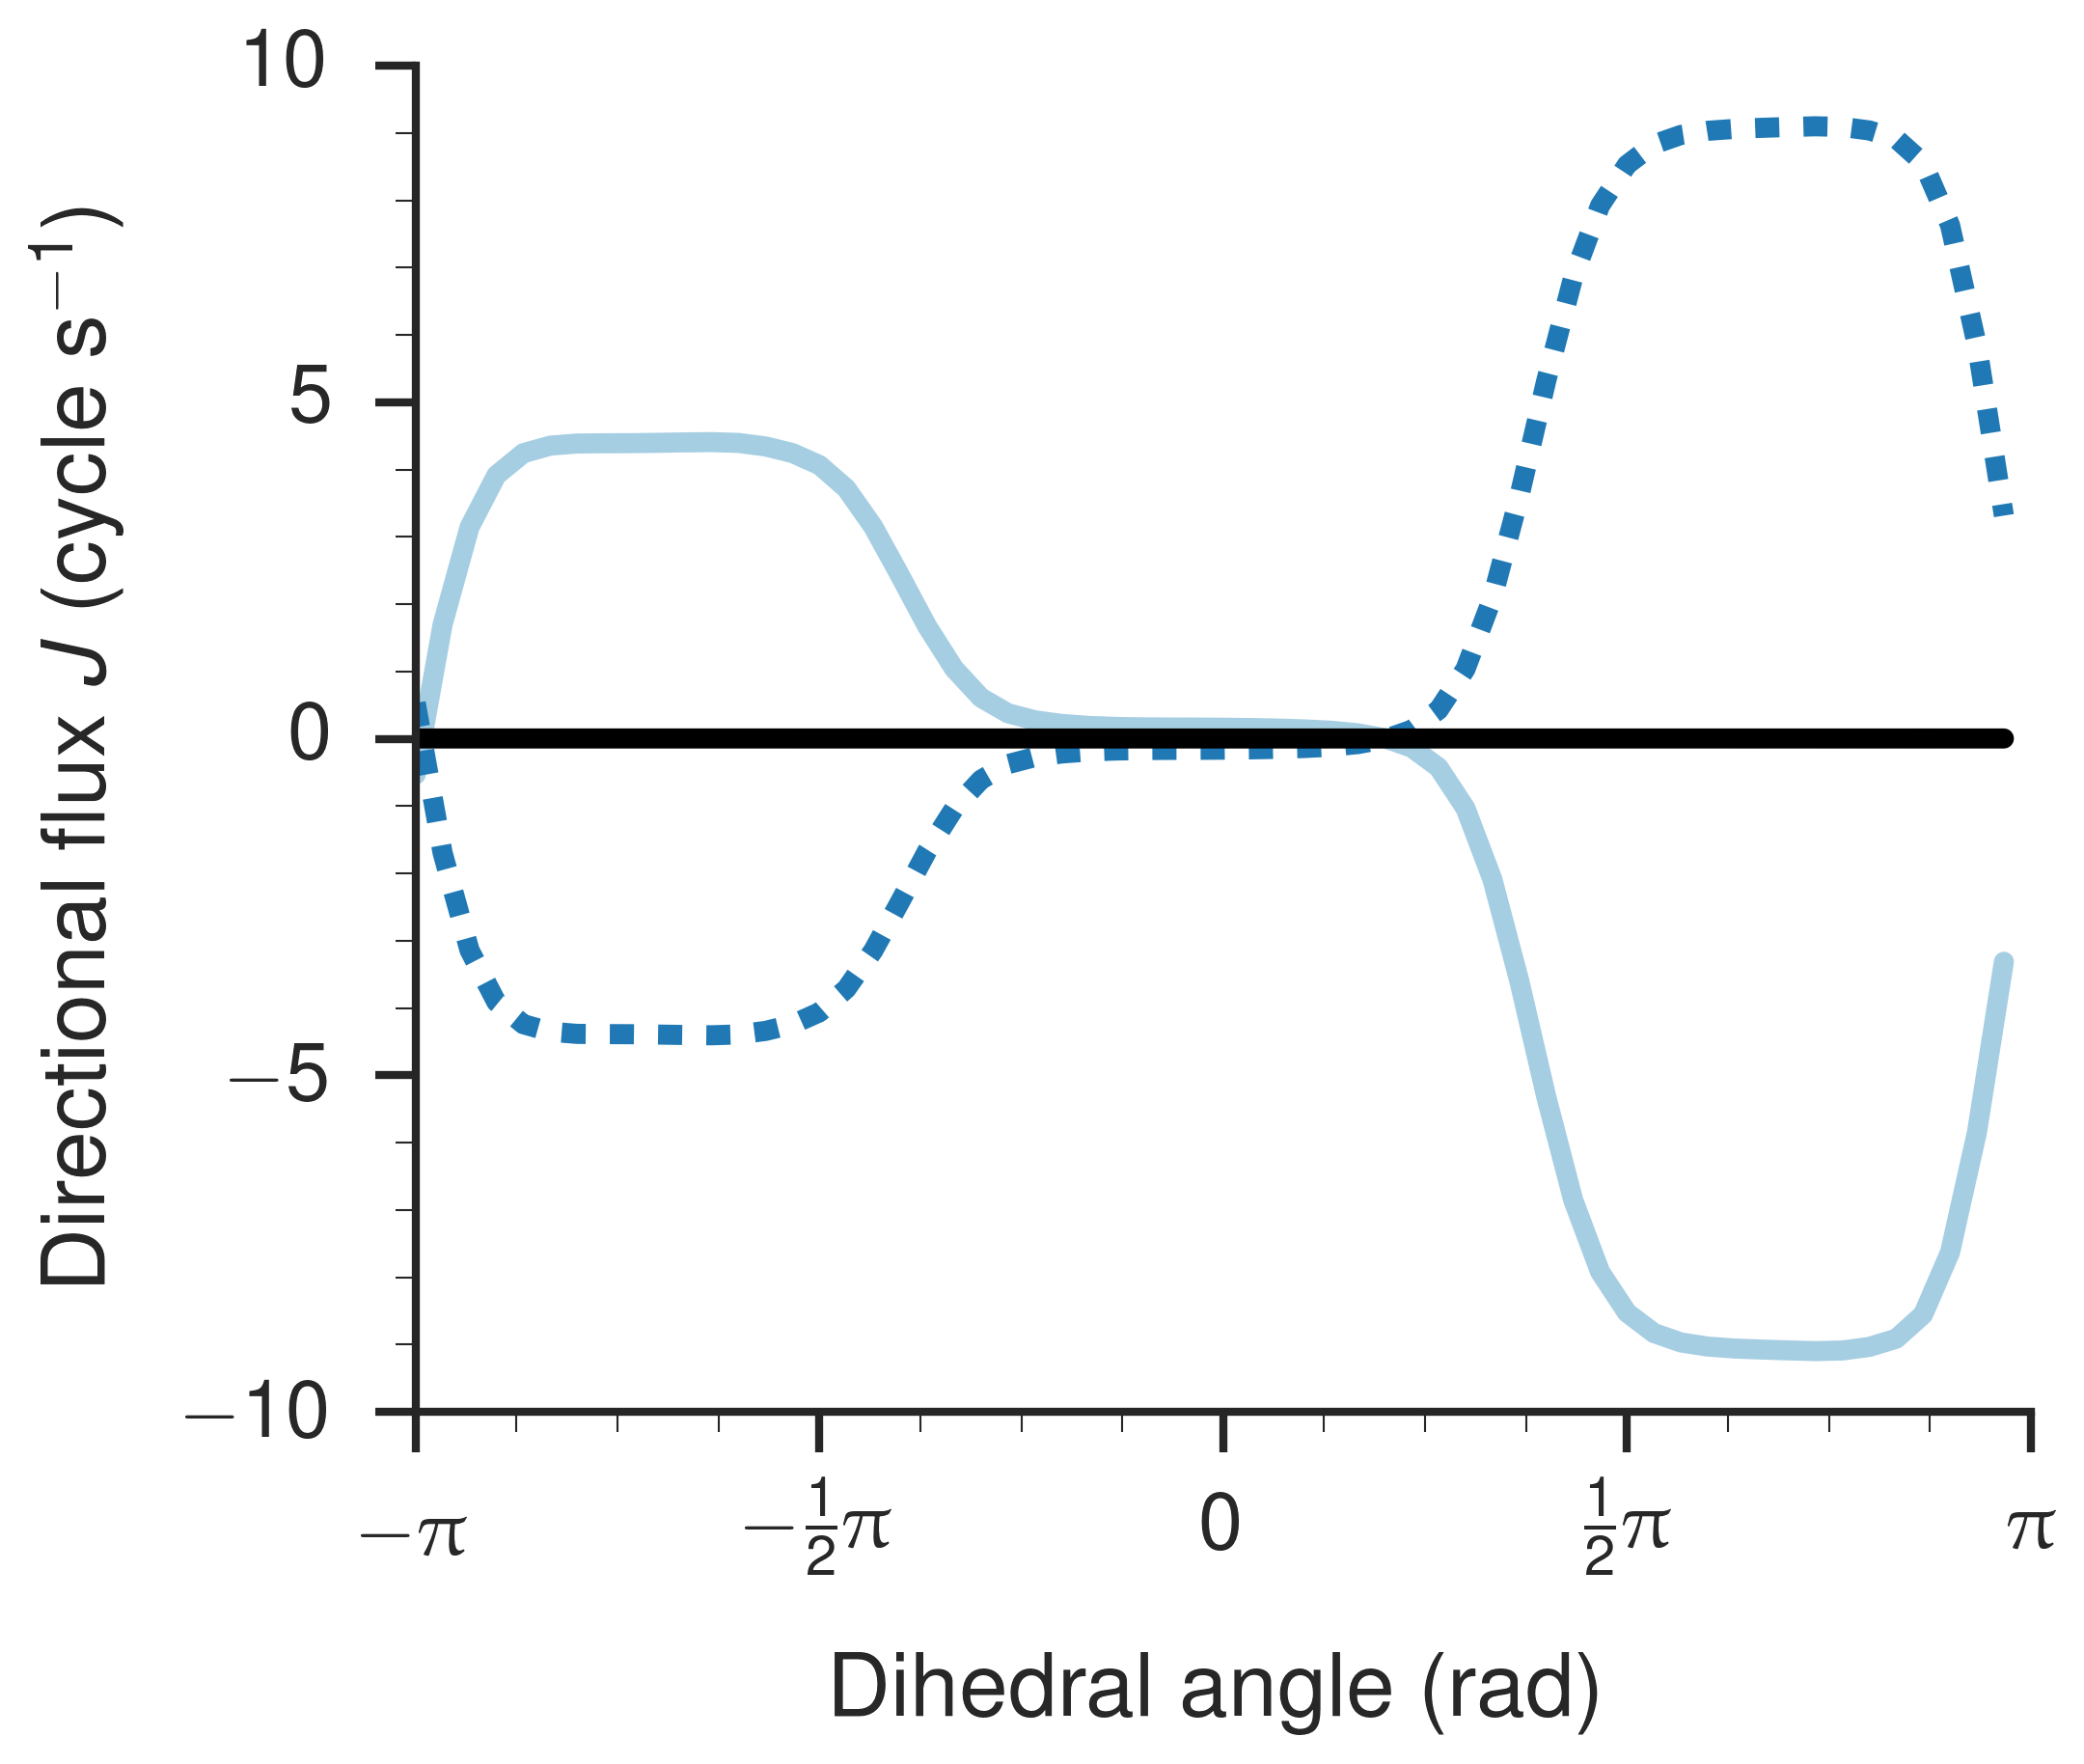 Directional flux J (cycle s⁻¹)
10
5
0
−5
−10
−π
−½π
0
½π
π
Dihedral angle (rad)